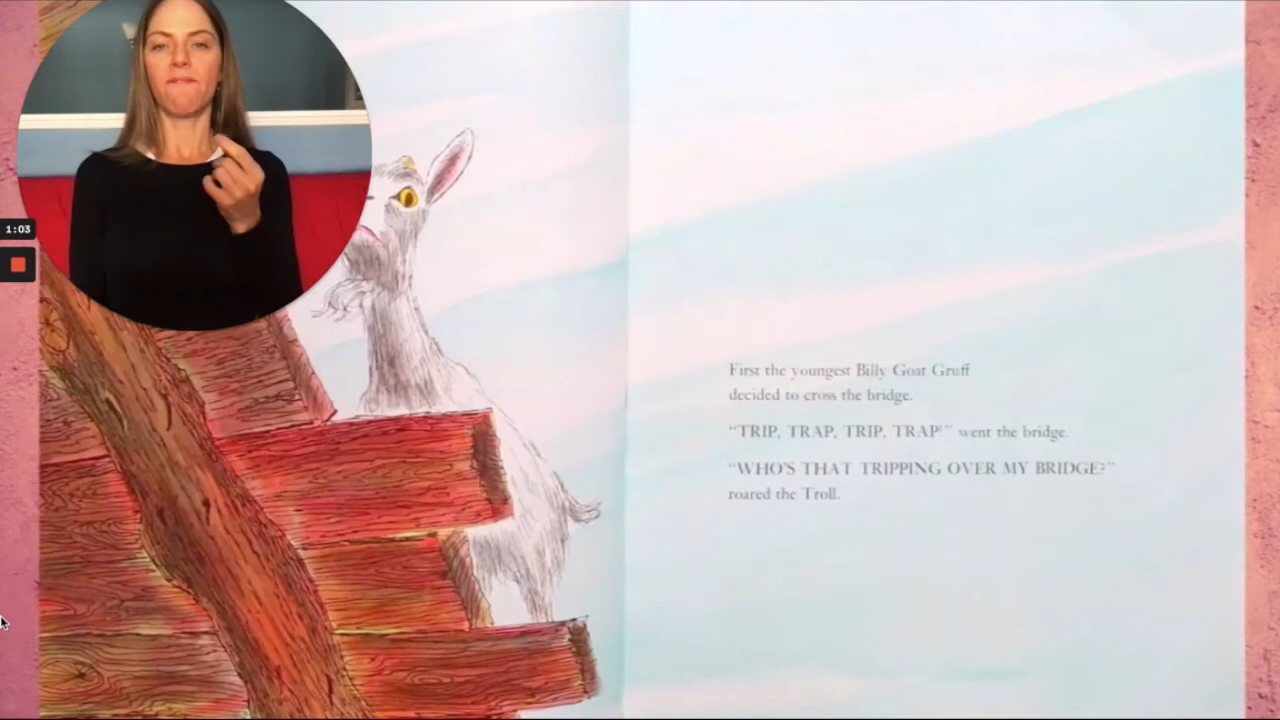 1:03
First the youngest Billy Goat Gruff
decided to cross the bridge.
“TRIP, TRAP, TRIP, TRAP!” went the bridge.
“WHO’S THAT TRIPPING OVER MY BRIDGE?”
roared the Troll.